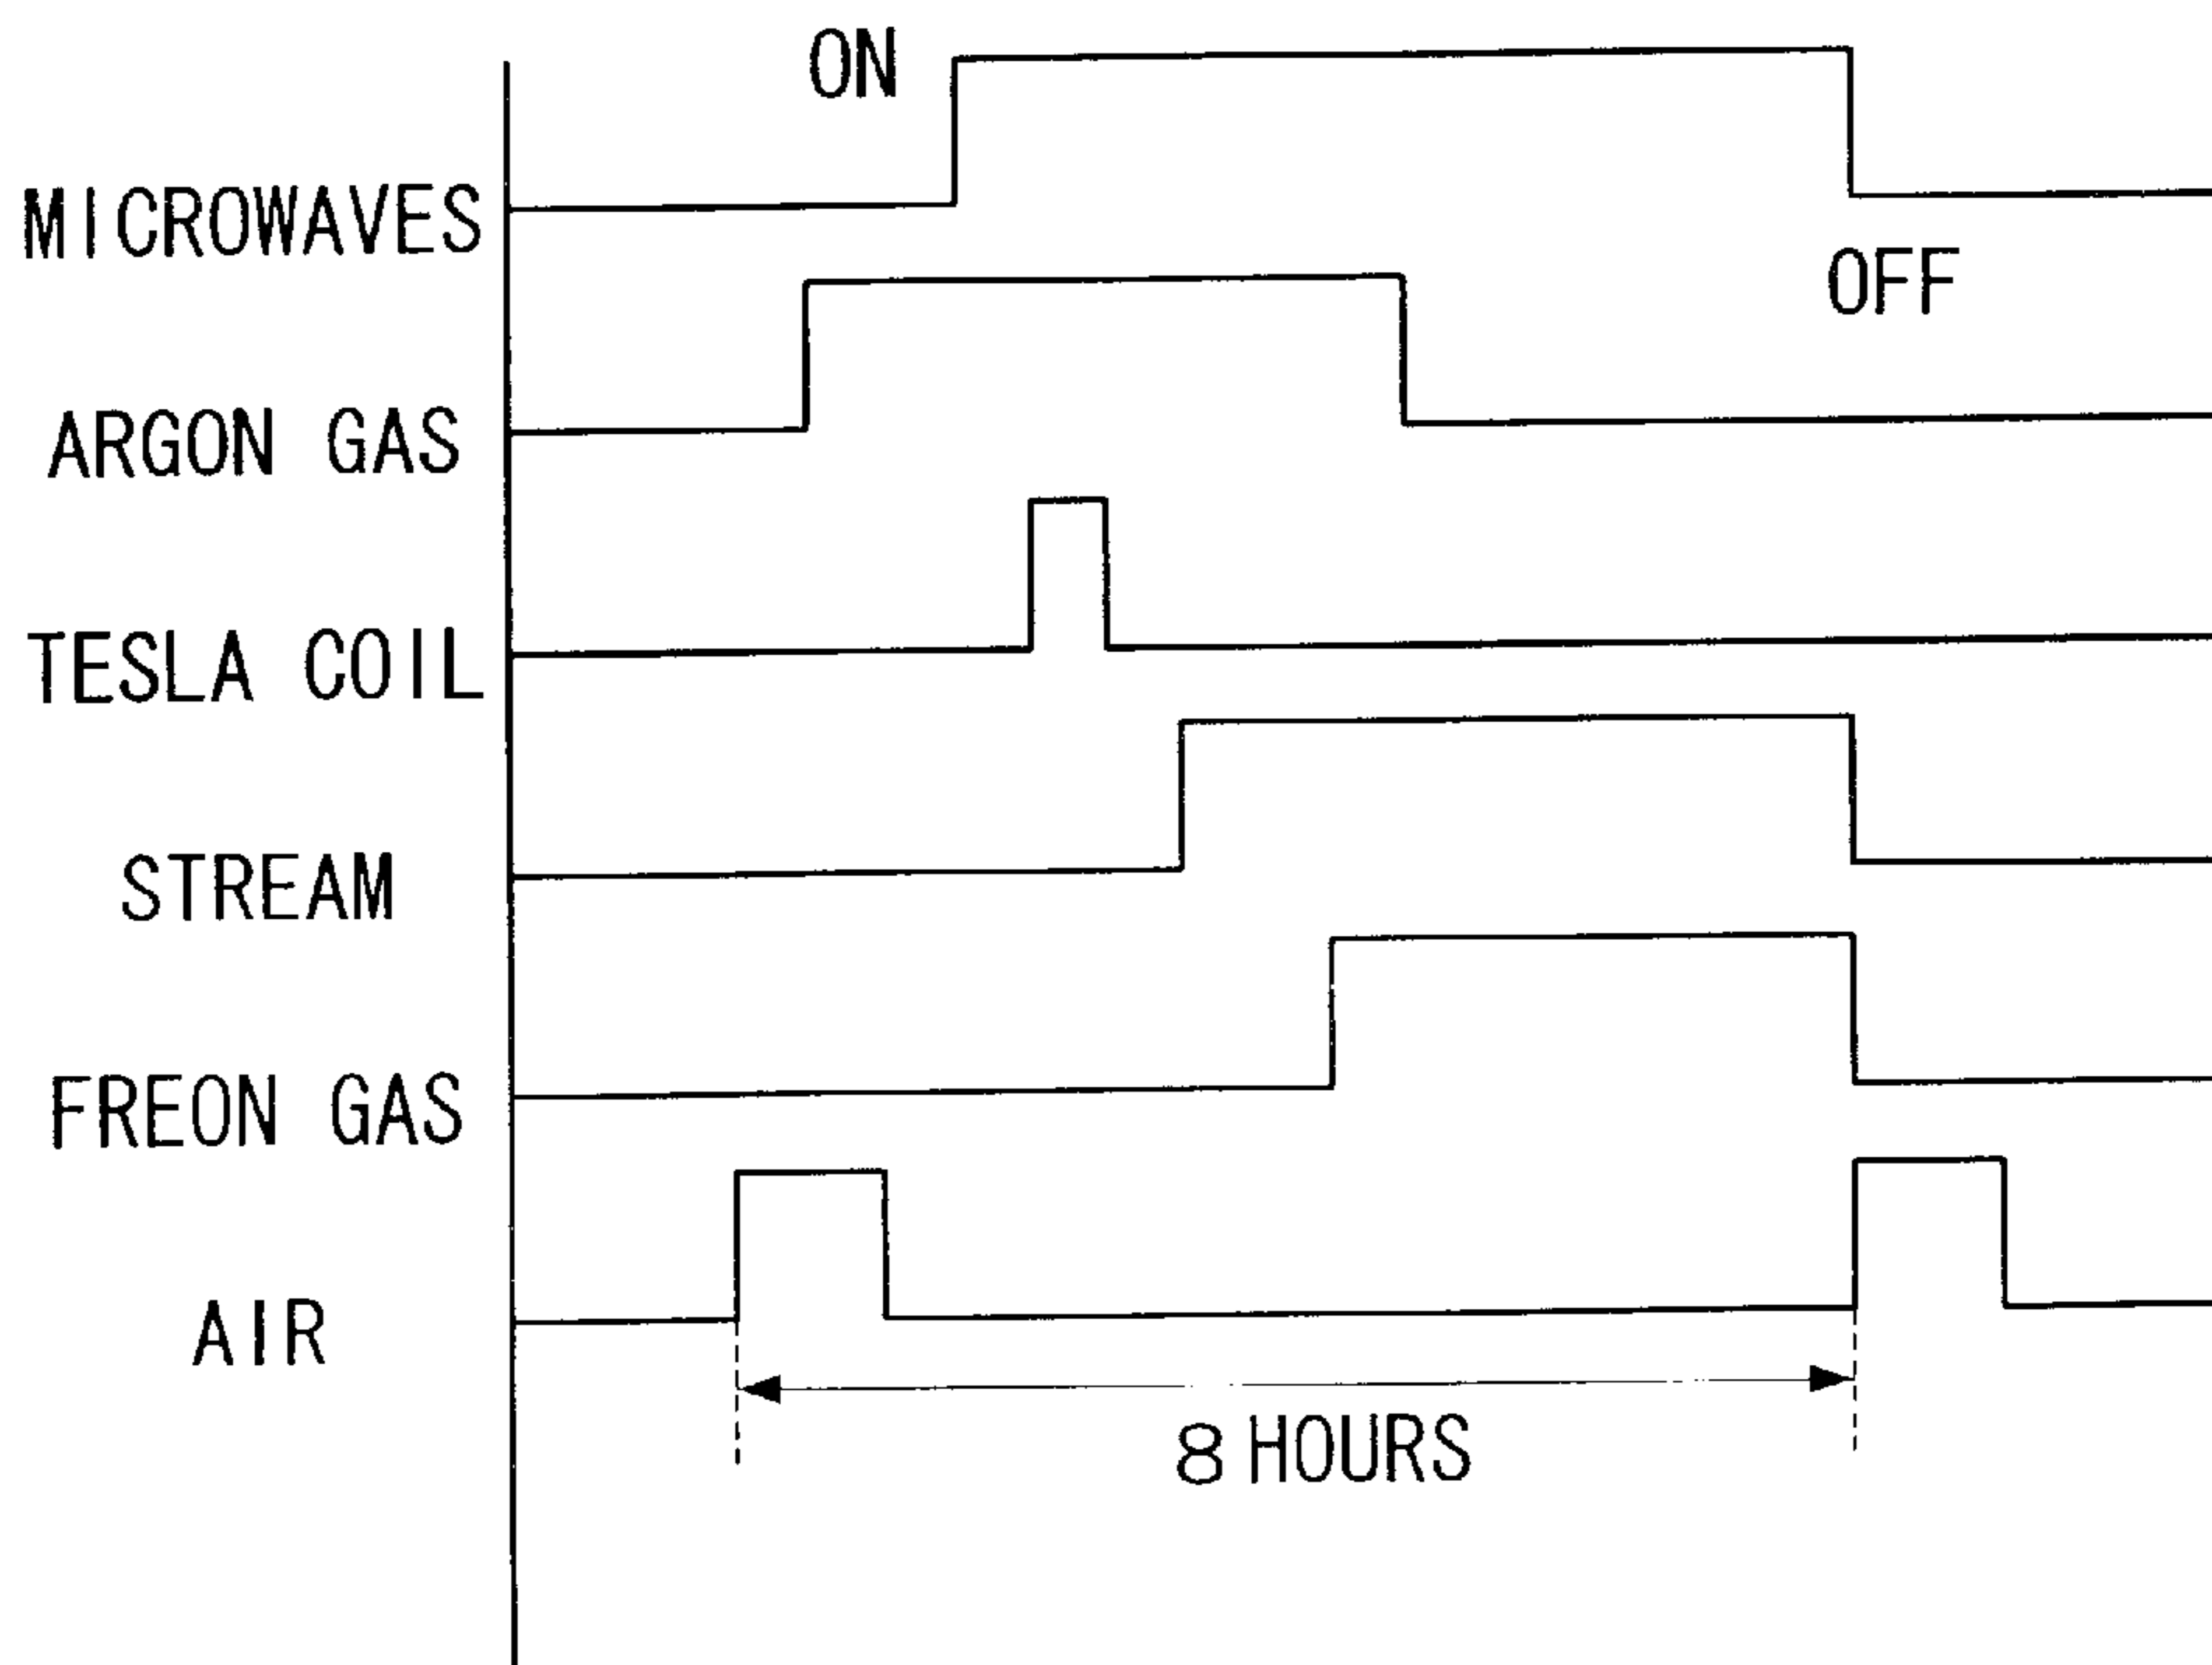 ON
MICROWAVES
OFF
ARGON GAS
TESLA COIL
STREAM
FREON GAS
AIR
8 HOURS